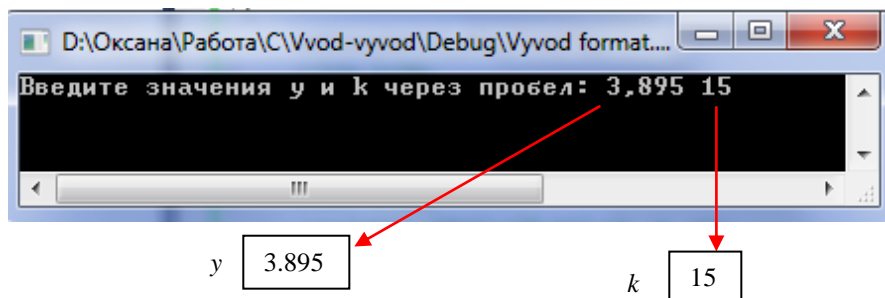 D:\Оксана\Работа\C\Vvod-vyvod\Debug\Vyvod format....
Введите значения y и k через пробел: 3,895 15
y 3.895
k 15